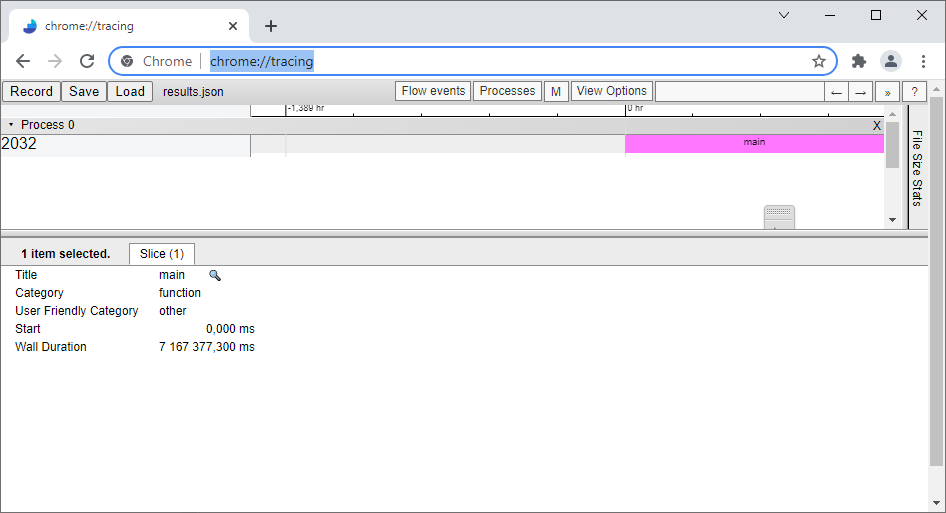 chrome://tracing
Chrome chrome://tracing
Record Save Load results.json Flow events Processes M View Options ← → » ?
-1,389 hr 0 hr
Process 0 X
2032 main
File Size Stats
1 item selected. Slice (1)
Title main
Category function
User Friendly Category other
Start 0,000 ms
Wall Duration 7 167 377,300 ms